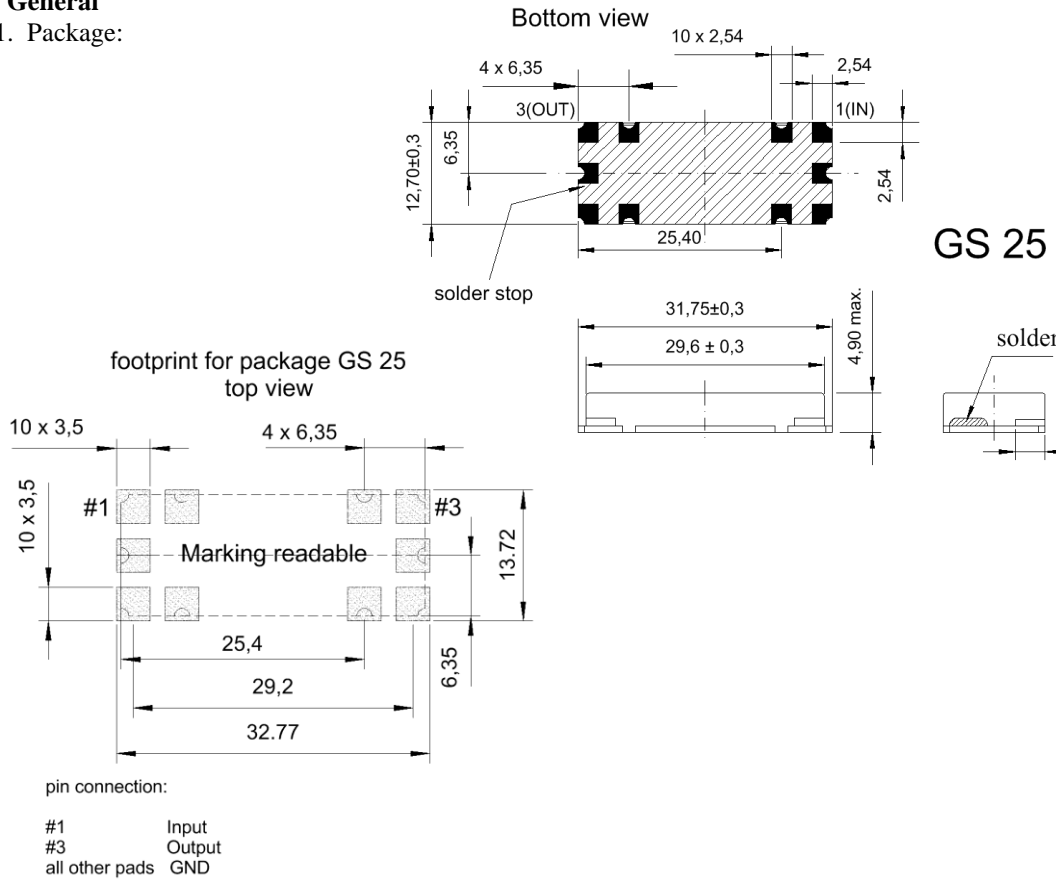 General
1. Package:
Bottom view
10 x 2,54
4 x 6,35
2,54
3(OUT)
1(IN)
12,70±0,3
6,35
2,54
25,40
GS 25
solder stop
31,75±0,3
29,6 ± 0,3
4,90 max.
solder
footprint for package GS 25
top view
10 x 3,5
4 x 6,35
10 x 3,5
#1
#3
Marking readable
13.72
25,4
6,35
29,2
32.77
pin connection:
#1 Input
#3 Output
all other pads GND